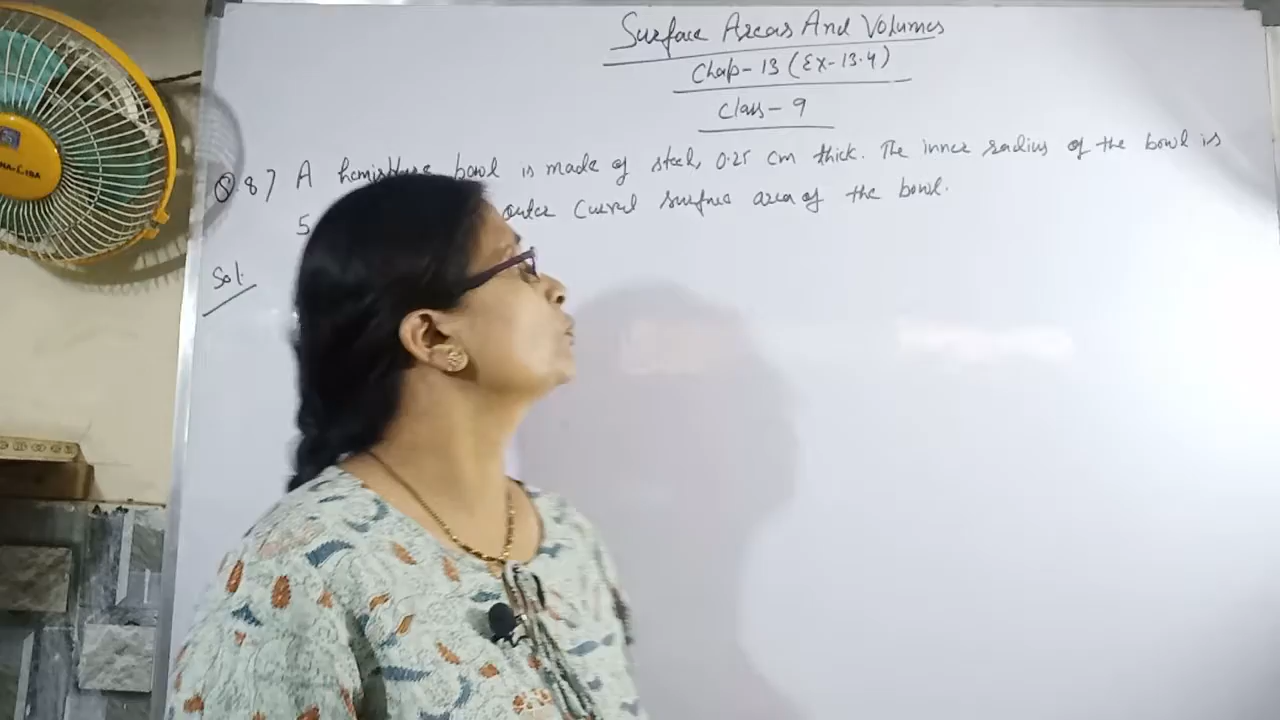 Surface Areas And Volumes
Chap-13 (Ex-13.4)
Class-9
Q.8) A bowl is made of steel, 0.25 cm thick. The inner radius of the bowl is
5 outer curved surface area of the bowl.
Sol.